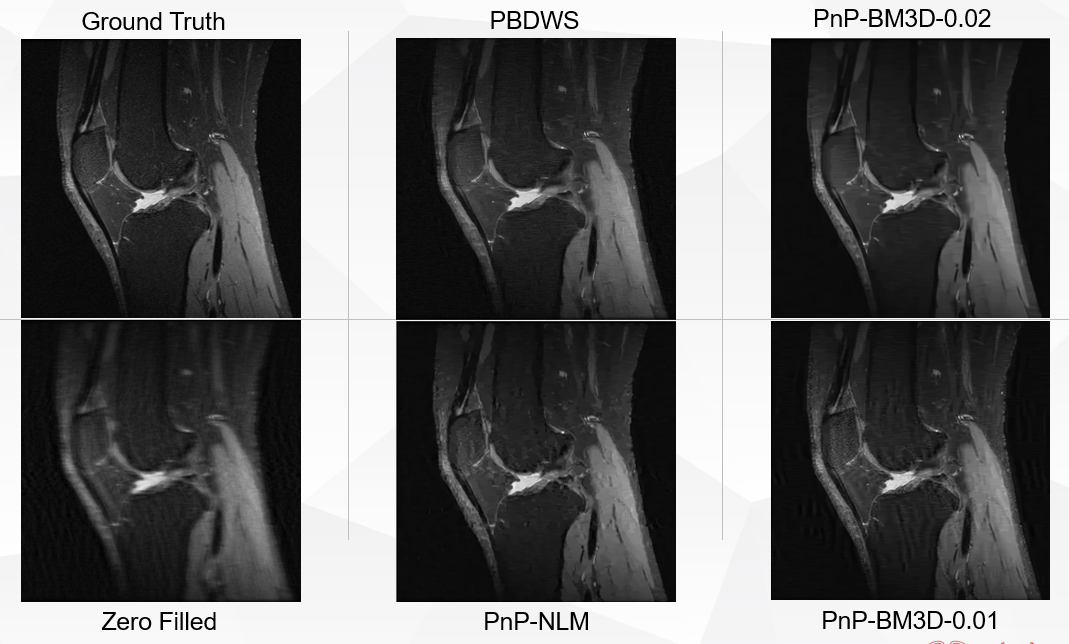 Ground Truth
PBDWS
PnP-BM3D-0.02
Zero Filled
PnP-NLM
PnP-BM3D-0.01